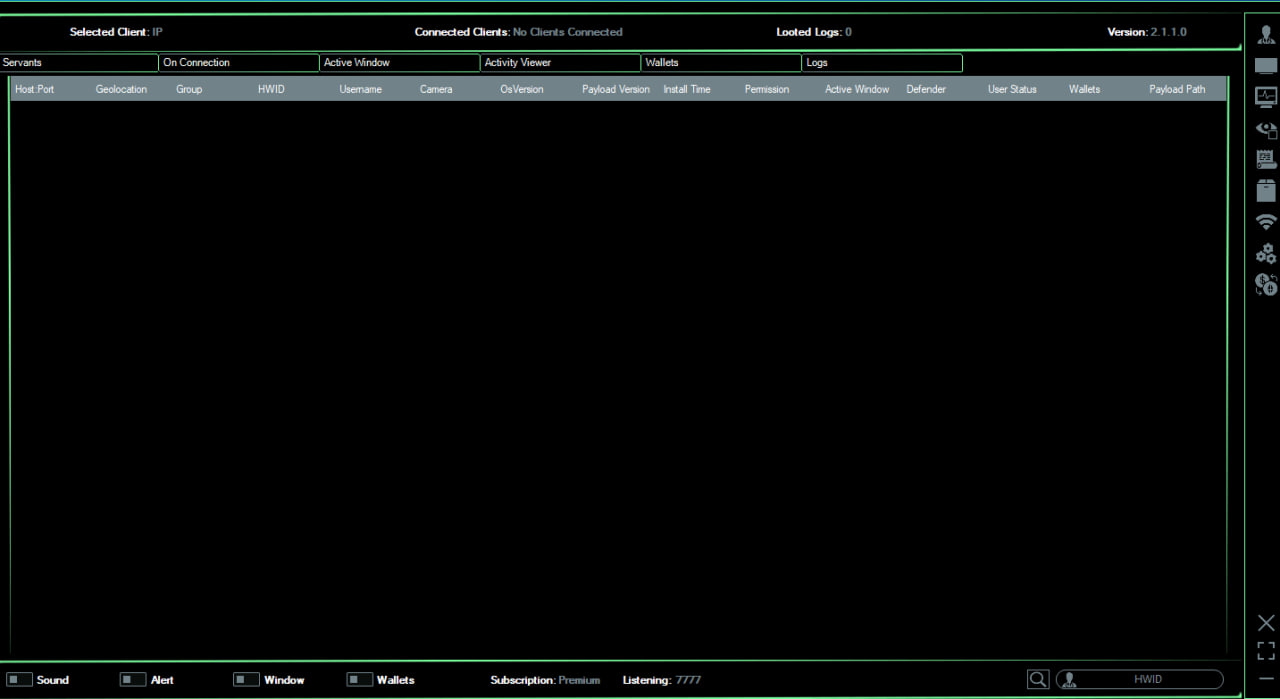 Selected Client: IP Connected Clients: No Clients Connected Looted Logs: 0 Version: 2.1.1.0
Servants On Connection Active Window Activity Viewer Wallets Logs
Host:Port Geolocation Group HWID Username Camera OsVersion Payload Version Install Time Permission Active Window Defender User Status Wallets Payload Path
Sound Alert Window Wallets Subscription: Premium Listening: 7777 HWID